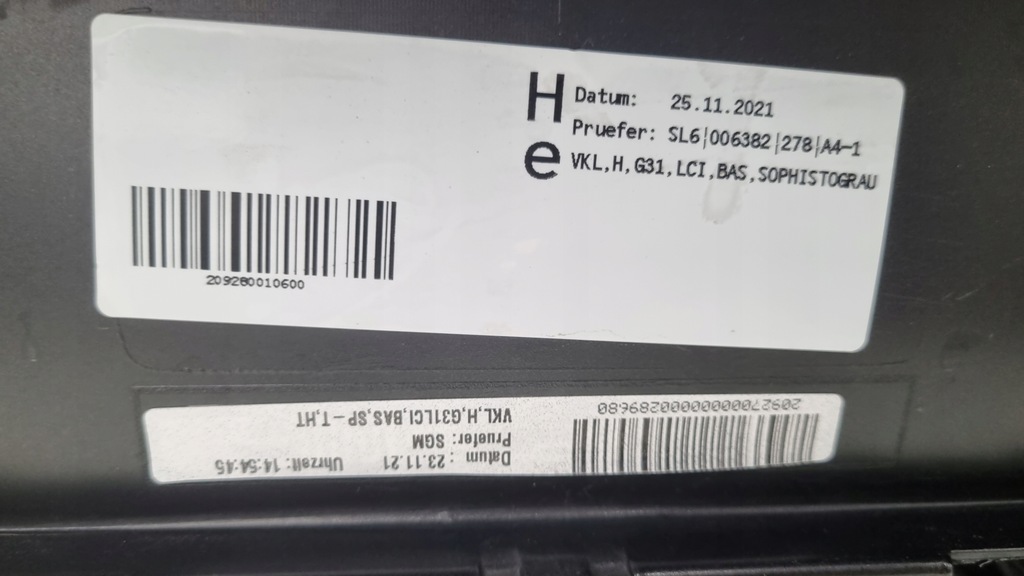 H
e
Datum: 25.11.2021
Pruefer: SL6|006382|278|A4-1
VKL,H,G31,LCI,BAS,SOPHISTOGRAU
209280010600
Datum : 23.11.21 Uhrzeit: 14:54:45
Pruefer: SGM
VKL,H,G31LCI,BAS,SP-T,HT
20927000000000289680